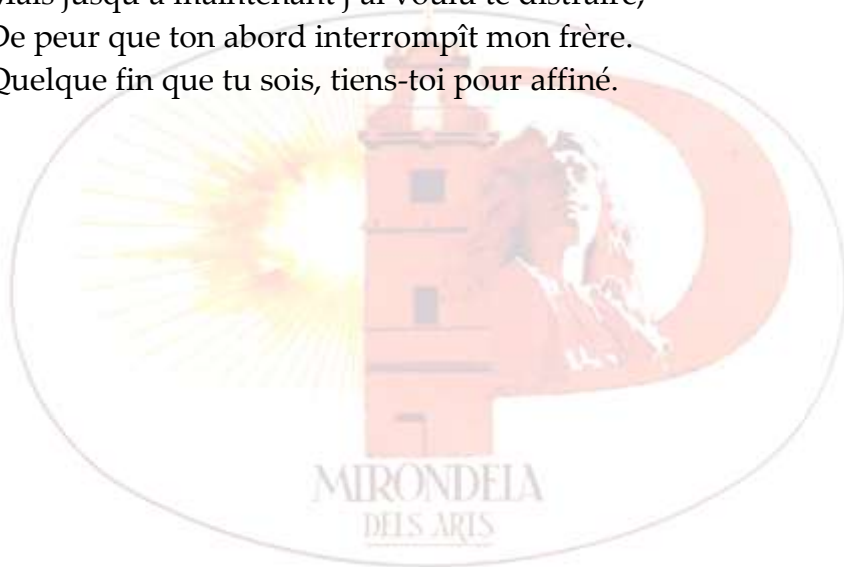 Mais jusqu'à maintenant j'ai voulu te distraire,
De peur que ton abord interrompît mon frère.
Quelque fin que tu sois, tiens-toi pour affiné.
MIRONDELA
DELS ARTS